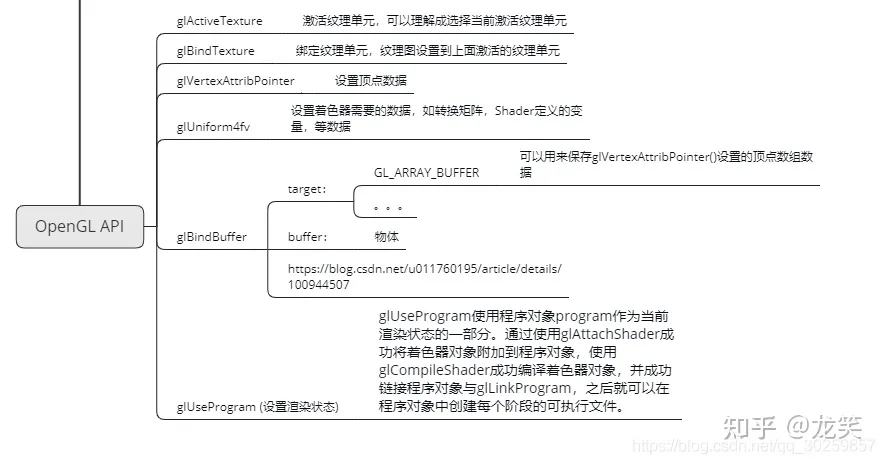 glActiveTexture 激活纹理单元，可以理解成选择当前激活纹理单元
glBindTexture 绑定纹理单元，纹理图设置到上面激活的纹理单元
glVertexAttribPointer 设置顶点数据
glUniform4fv 设置着色器需要的数据，如转换矩阵，Shader定义的变
量，等数据
OpenGL API
glBindBuffer
target：
GL_ARRAY_BUFFER
可以用来保存glVertexAttribPointer()设置的顶点数组数
据
。。。
buffer： 物体
https://blog.csdn.net/u011760195/article/details/
100944507
glUseProgram (设置渲染状态)
glUseProgram使用程序对象program作为当前
渲染状态的一部分。通过使用glAttachShader成
功将着色器对象附加到程序对象，使用
glCompileShader成功编译着色器对象，并成功
链接程序对象与glLinkProgram，之后就可以在
程序对象中创建每个阶段的可执行文件。
知乎 @龙笑
https://blog.csdn.net/qq_30259857